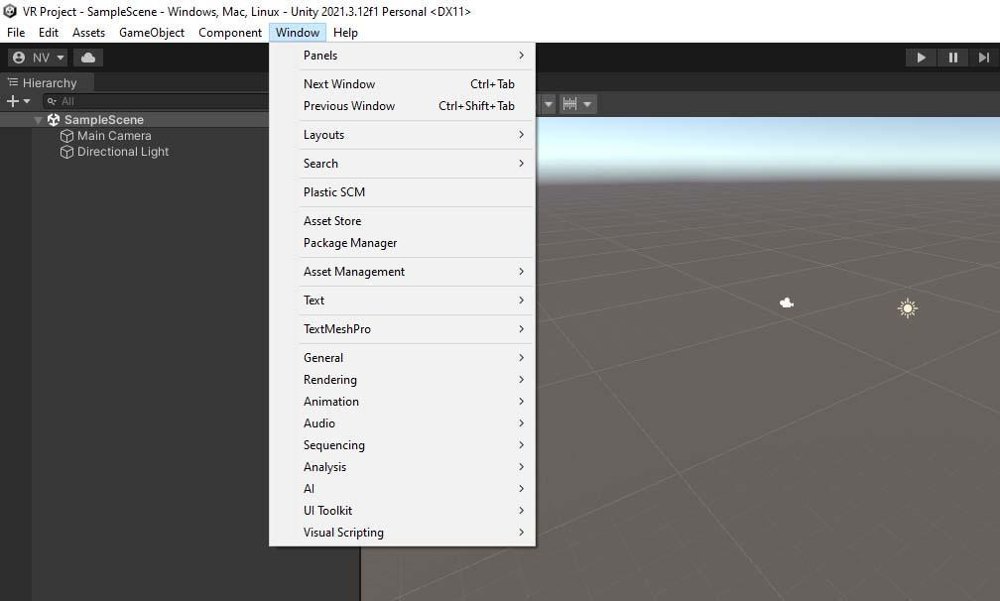 VR Project - SampleScene - Windows, Mac, Linux - Unity 2021.3.12f1 Personal <DX11>
File Edit Assets GameObject Component Window Help
NV
Hierarchy
All
SampleScene
Main Camera
Directional Light
Panels
Next Window Ctrl+Tab
Previous Window Ctrl+Shift+Tab
Layouts
Search
Plastic SCM
Asset Store
Package Manager
Asset Management
Text
TextMeshPro
General
Rendering
Animation
Audio
Sequencing
Analysis
AI
UI Toolkit
Visual Scripting